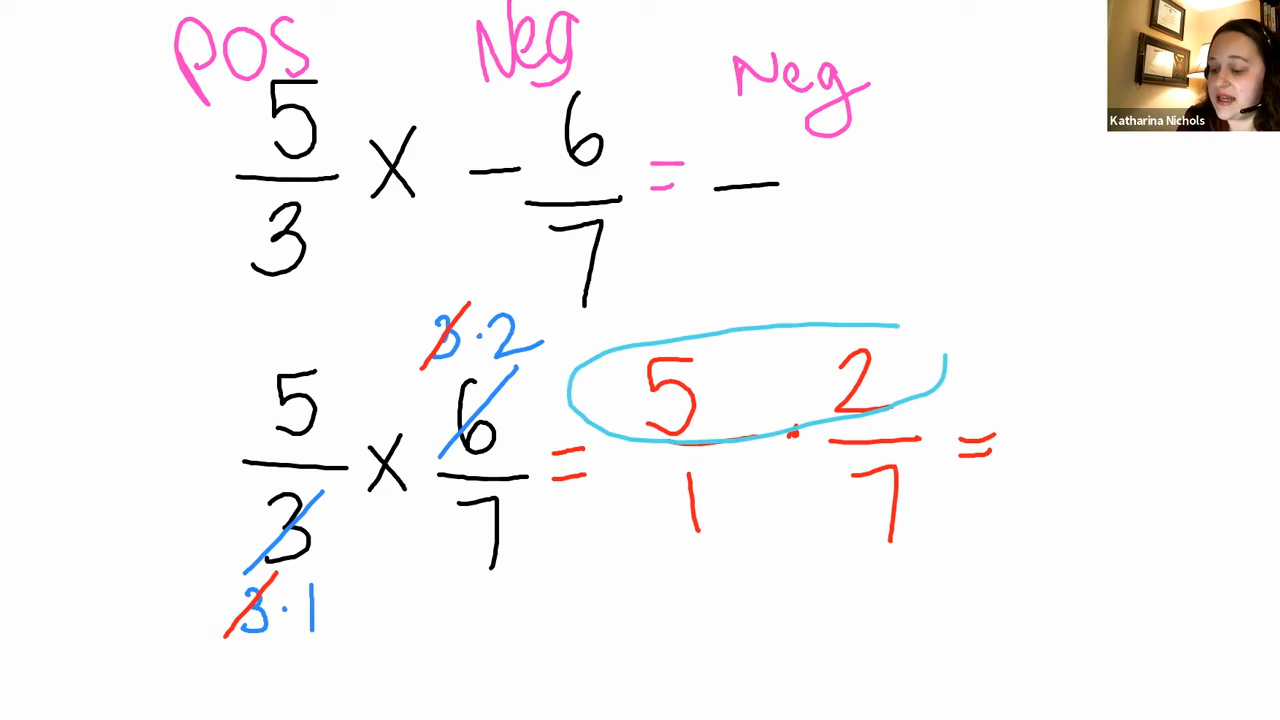 POS Neg Neg
5/3 X - 6/7 = -
3 · 2
5/3 X 6/7 = 5/1 · 2/7 =
3 · 1
Katharina Nichols